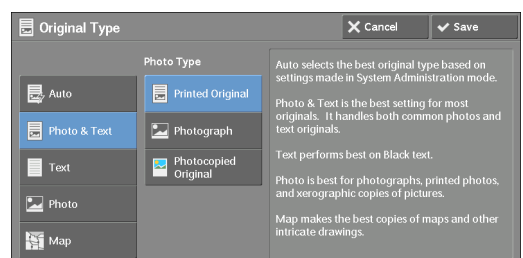 Original Type
Cancel
Save
Photo Type
Auto
Photo & Text
Text
Photo
Map
Printed Original
Photograph
Photocopied
Original
Auto selects the best original type based on
settings made in System Administration mode.
Photo & Text is the best setting for most
originals. It handles both common photos and
text originals.
Text performs best on Black text.
Photo is best for photographs, printed photos,
and xerographic copies of pictures.
Map makes the best copies of maps and other
intricate drawings.